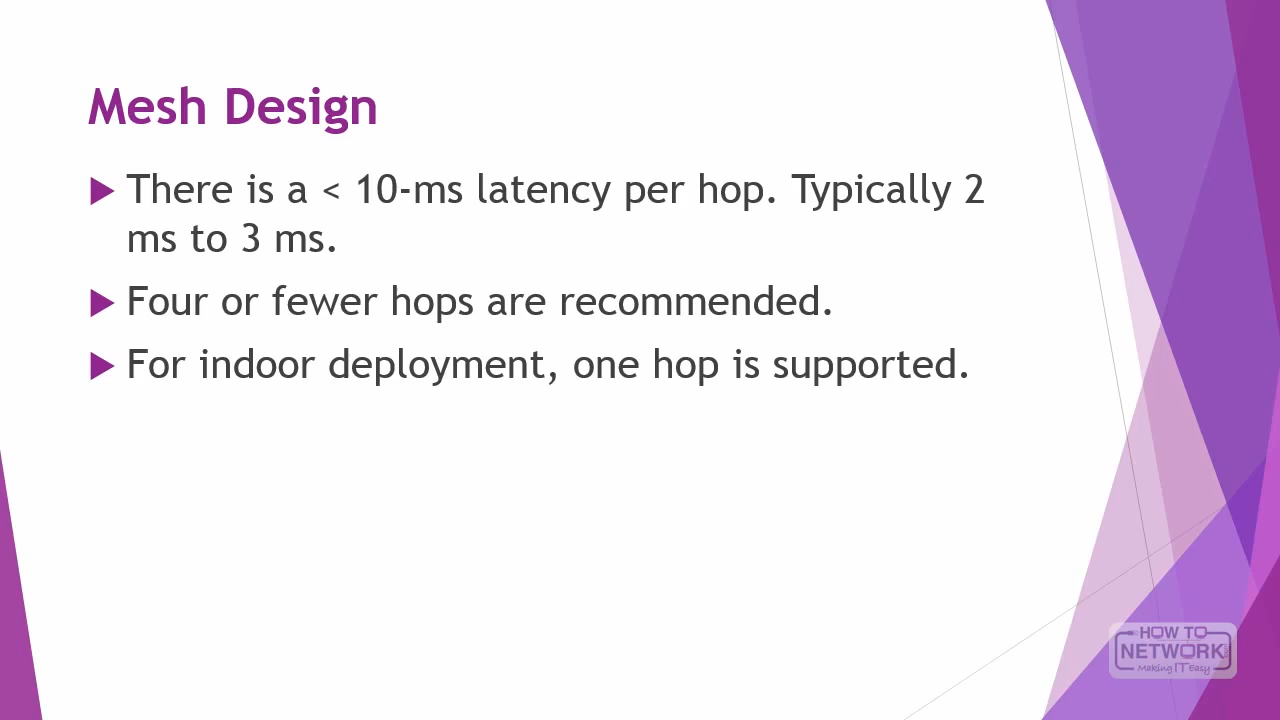 Mesh Design
There is a < 10-ms latency per hop. Typically 2
ms to 3 ms.
Four or fewer hops are recommended.
For indoor deployment, one hop is supported.
HOW TO
NETWORK
Making IT Easy